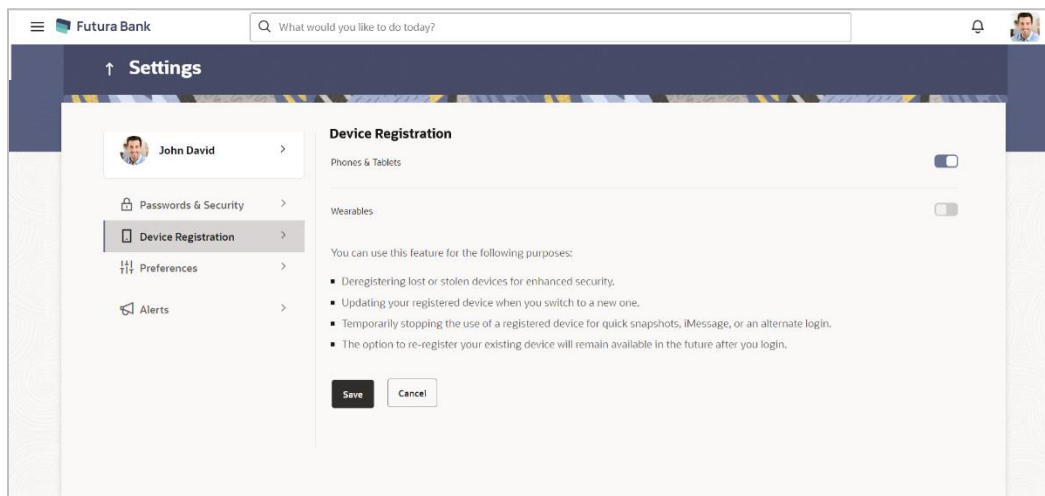 Futura Bank
What would you like to do today?
↑ Settings
John David
Passwords & Security
Device Registration
Preferences
Alerts
Device Registration
Phones & Tablets
Wearables
You can use this feature for the following purposes:
▪ Deregistering lost or stolen devices for enhanced security.
▪ Updating your registered device when you switch to a new one.
▪ Temporarily stopping the use of a registered device for quick snapshots, iMessage, or an alternate login.
▪ The option to re-register your existing device will remain available in the future after you login.
Save
Cancel